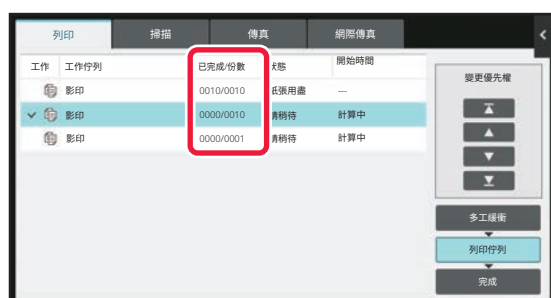 列印 掃描 傳真 網際傳真
工作 工作佇列 已完成/份數 狀態 開始時間
影印 0010/0010 紙張用盡 ---
影印 0000/0010 請稍待 計算中
影印 0000/0001 請稍待 計算中
變更優先權
多工緩衝
列印佇列
完成